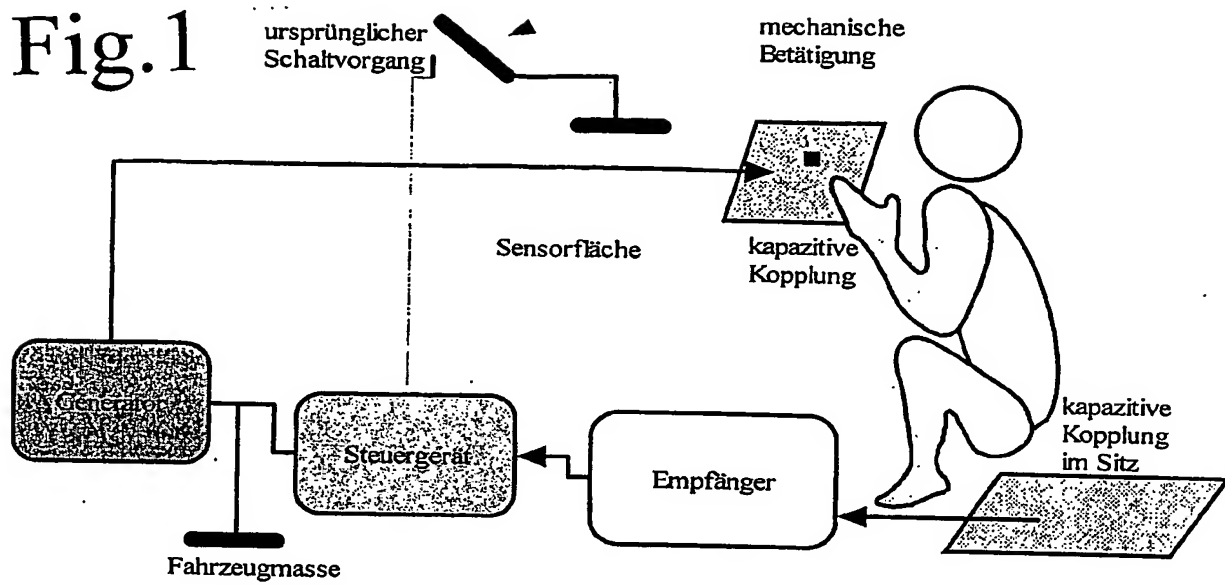 Fig.1
ursprünglicher
Schaltvorgang
mechanische
Betätigung
Sensorfläche
kapazitive
Kopplung
Generator
Steuergerät
Empfänger
kapazitive
Kopplung
im Sitz
Fahrzeugmasse